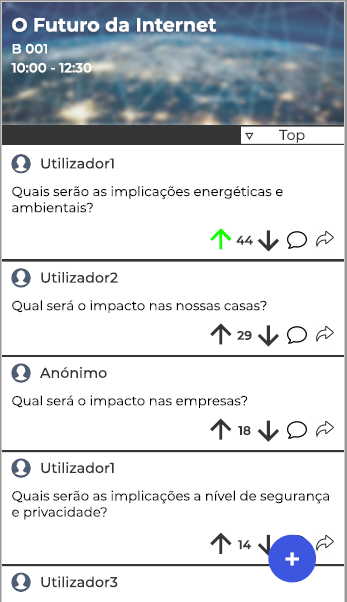 O Futuro da Internet
B 001
10:00 - 12:30
Top
Utilizador1
Quais serão as implicações energéticas e
ambientais?
44
Utilizador2
Qual será o impacto nas nossas casas?
29
Anónimo
Qual será o impacto nas empresas?
18
Utilizador1
Quais serão as implicações a nível de segurança
e privacidade?
14
+
Utilizador3